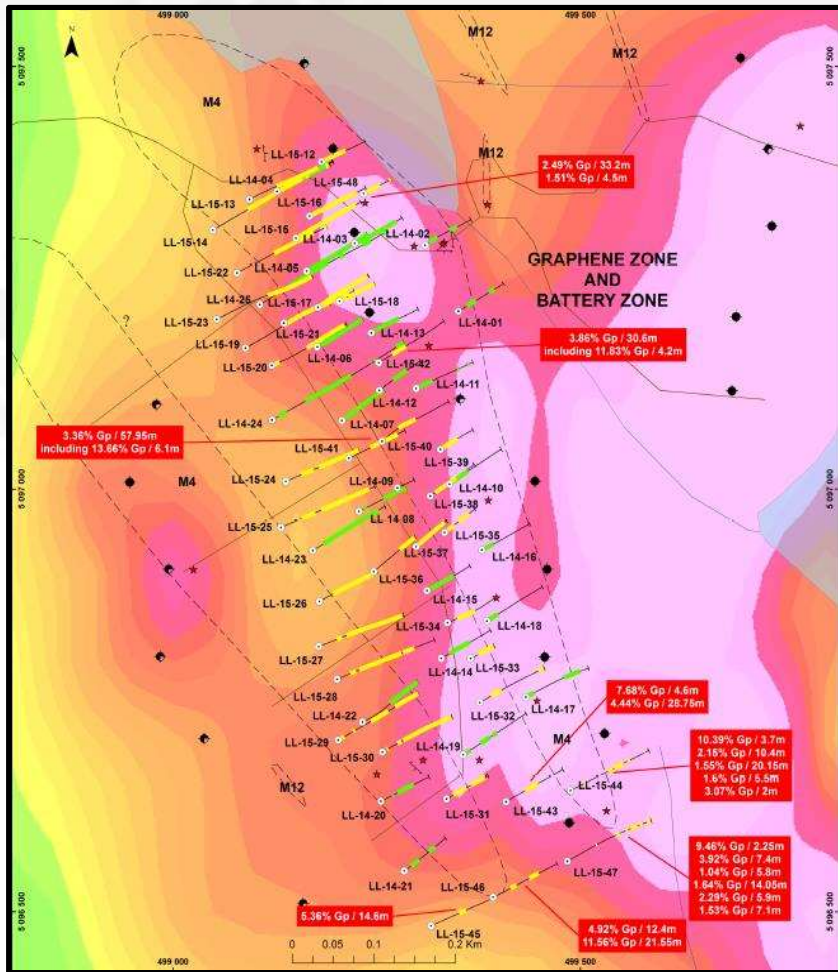 499 000
499 500
5 097 500
5 097 500
N
M12
M12
M4
M12
LL-15-12
2.49% Gp / 33.2m
1.51% Gp / 4.5m
LL-14-04
LL-15-48
LL-15-13
LL-15-16
LL-15-15
LL-14-02
LL-15-14
LL-14-03
GRAPHENE ZONE
AND
BATTERY ZONE
LL-15-22
LL-14-05
LL-14-26
LL-16-17
LL-15-18
LL-14-01
LL-15-23
?
LL-15-21
LL-14-13
LL-15-19
LL-14-06
3.86% Gp / 30.6m
including 11.83% Gp / 4.2m
LL-15-20
LL-15-42
LL-14-11
LL-14-12
LL-14-24
LL-14-07
3.36% Gp / 57.95m
including 13.66% Gp / 6.1m
LL-15-41
LL-15-40
LL-15-39
5 097 000
5 097 000
M4
LL-15-24
LL-14-09
LL-14-10
LL-15-38
LL-14-08
LL-15-25
LL-15-35
LL-14-23
LL-15-37
LL-14-16
LL-15-36
LL-15-26
LL-14-15
LL-15-34
LL-14-18
LL-15-27
LL-14-14
LL-15-33
LL-15-28
7.68% Gp / 4.6m
4.44% Gp / 28.75m
LL-14-22
LL-15-32
LL-14-17
LL-15-29
M4
10.39% Gp / 3.7m
2.15% Gp / 10.4m
1.55% Gp / 20.15m
1.6% Gp / 5.5m
3.07% Gp / 2m
LL-15-30
LL-14-19
M12
LL-15-44
LL-14-20
LL-15-31
LL-15-43
9.46% Gp / 2.25m
3.92% Gp / 7.4m
1.04% Gp / 5.8m
1.64% Gp / 14.05m
2.29% Gp / 5.9m
1.53% Gp / 7.1m
LL-15-47
LL-14-21
LL-15-46
5.36% Gp / 14.6m
5 096 500
5 096 500
LL-15-45
4.92% Gp / 12.4m
11.56% Gp / 21.55m
0 0.05 0.1 0.2 Km
499 000
499 500